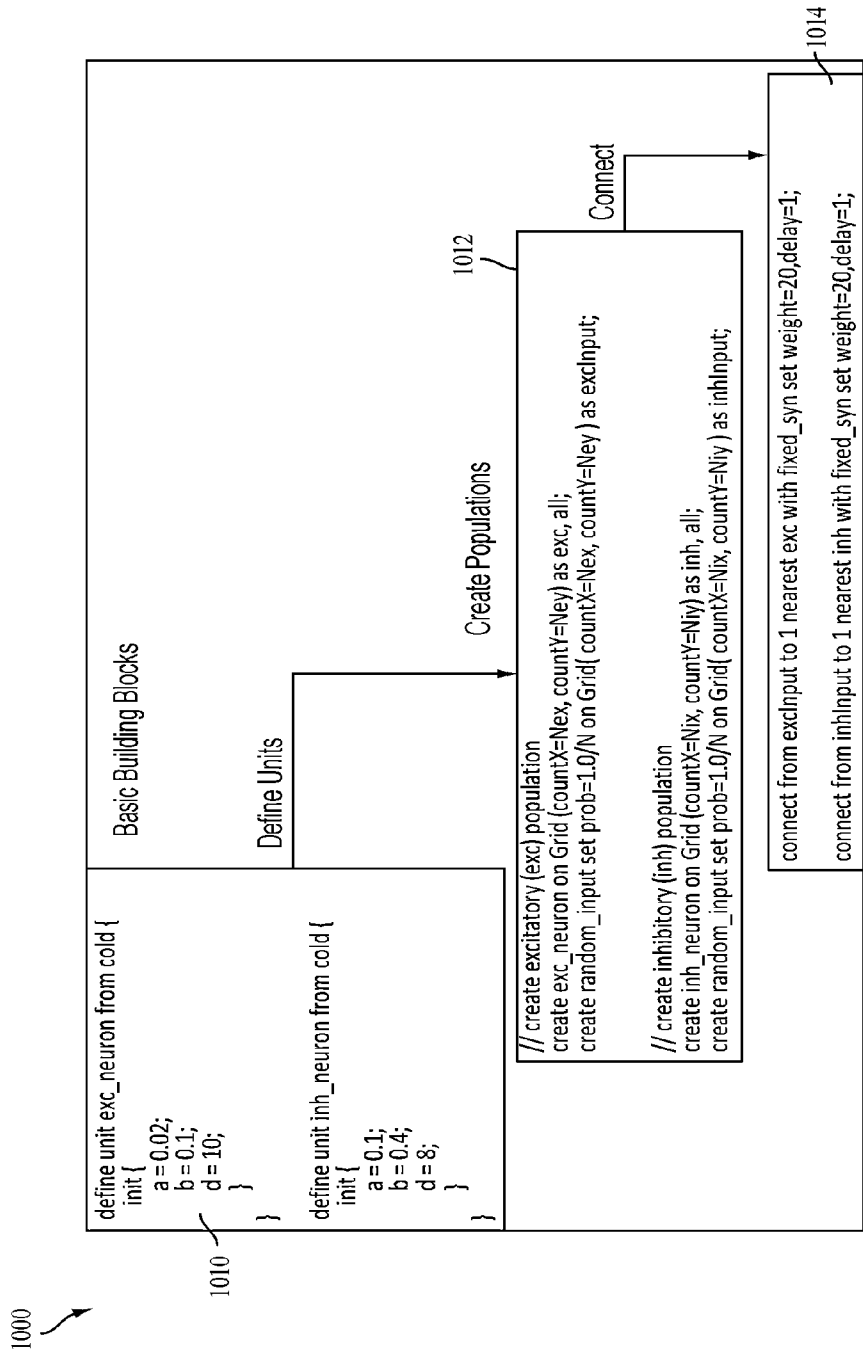 1000
Basic Building Blocks
define unit exc_neuron from cold {
init {
a = 0.02;
b = 0.1;
d = 10;
}
}
define unit inh_neuron from cold {
init {
a = 0.1;
b = 0.4;
d = 8;
}
}
1010
Define Units
Create Populations
1012
// create excitatory (exc) population
create exc_neuron on Grid (countX=Nex, countY=Ney) as exc, all;
create random_input set prob=1.0/N on Grid( countX=Nex, countY=Ney ) as excInput;
// create inhibitory (inh) population
create inh_neuron on Grid (countX=Nix, countY=Niy) as inh, all;
create random_input set prob=1.0/N on Grid( countX=Nix, countY=Niy ) as inhInput;
Connect
connect from excInput to 1 nearest exc with fixed_syn set weight=20,delay=1;
connect from inhInput to 1 nearest inh with fixed_syn set weight=20,delay=1;
1014